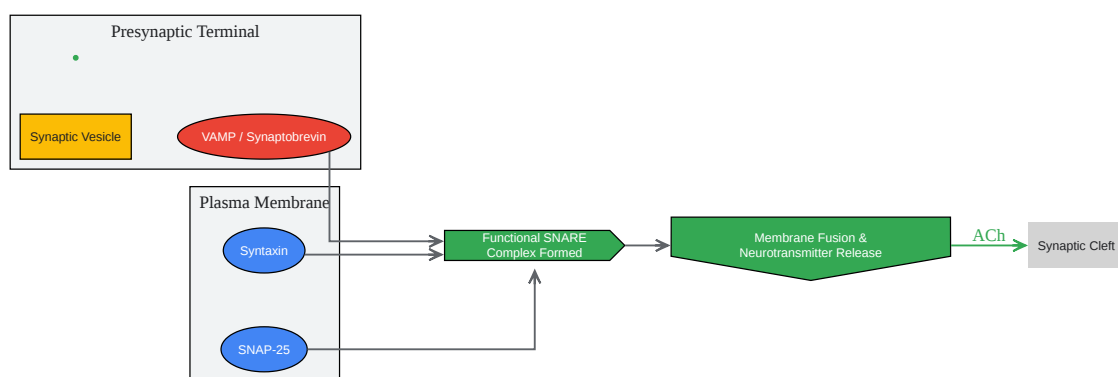 Presynaptic Terminal
Synaptic Vesicle
VAMP / Synaptobrevin
Plasma Membrane
Syntaxin
SNAP-25
Functional SNARE
Complex Formed
Membrane Fusion &
Neurotransmitter Release
ACh
Synaptic Cleft